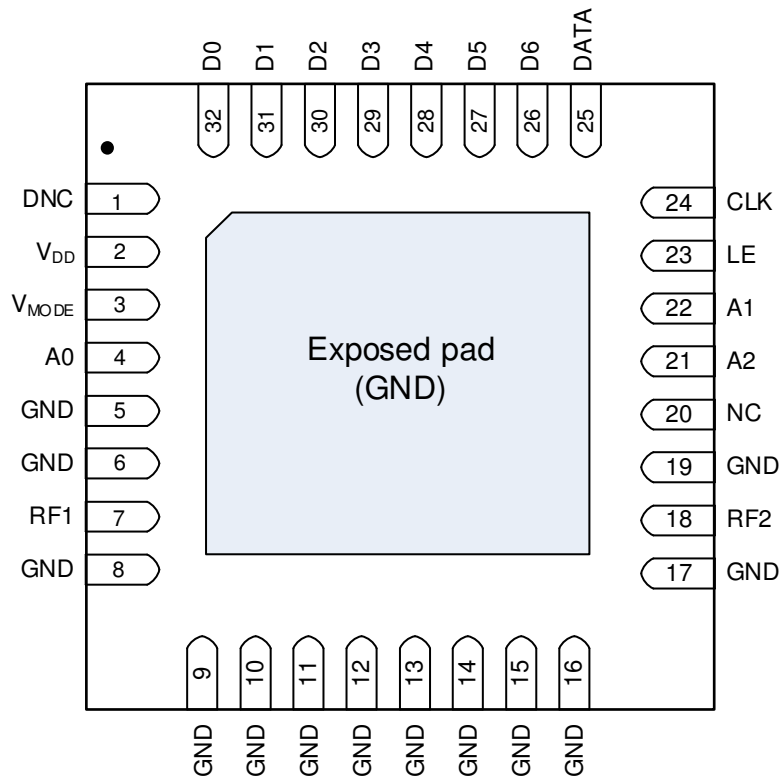 D0 D1 D2 D3 D4 D5 D6 DATA
32 31 30 29 28 27 26 25
DNC 1 24 CLK
VDD 2 23 LE
VMODE 3 22 A1
A0 4 21 A2
GND 5 20 NC
GND 6 19 GND
RF1 7 18 RF2
GND 8 17 GND
Exposed pad
(GND)
9 10 11 12 13 14 15 16
GND GND GND GND GND GND GND GND